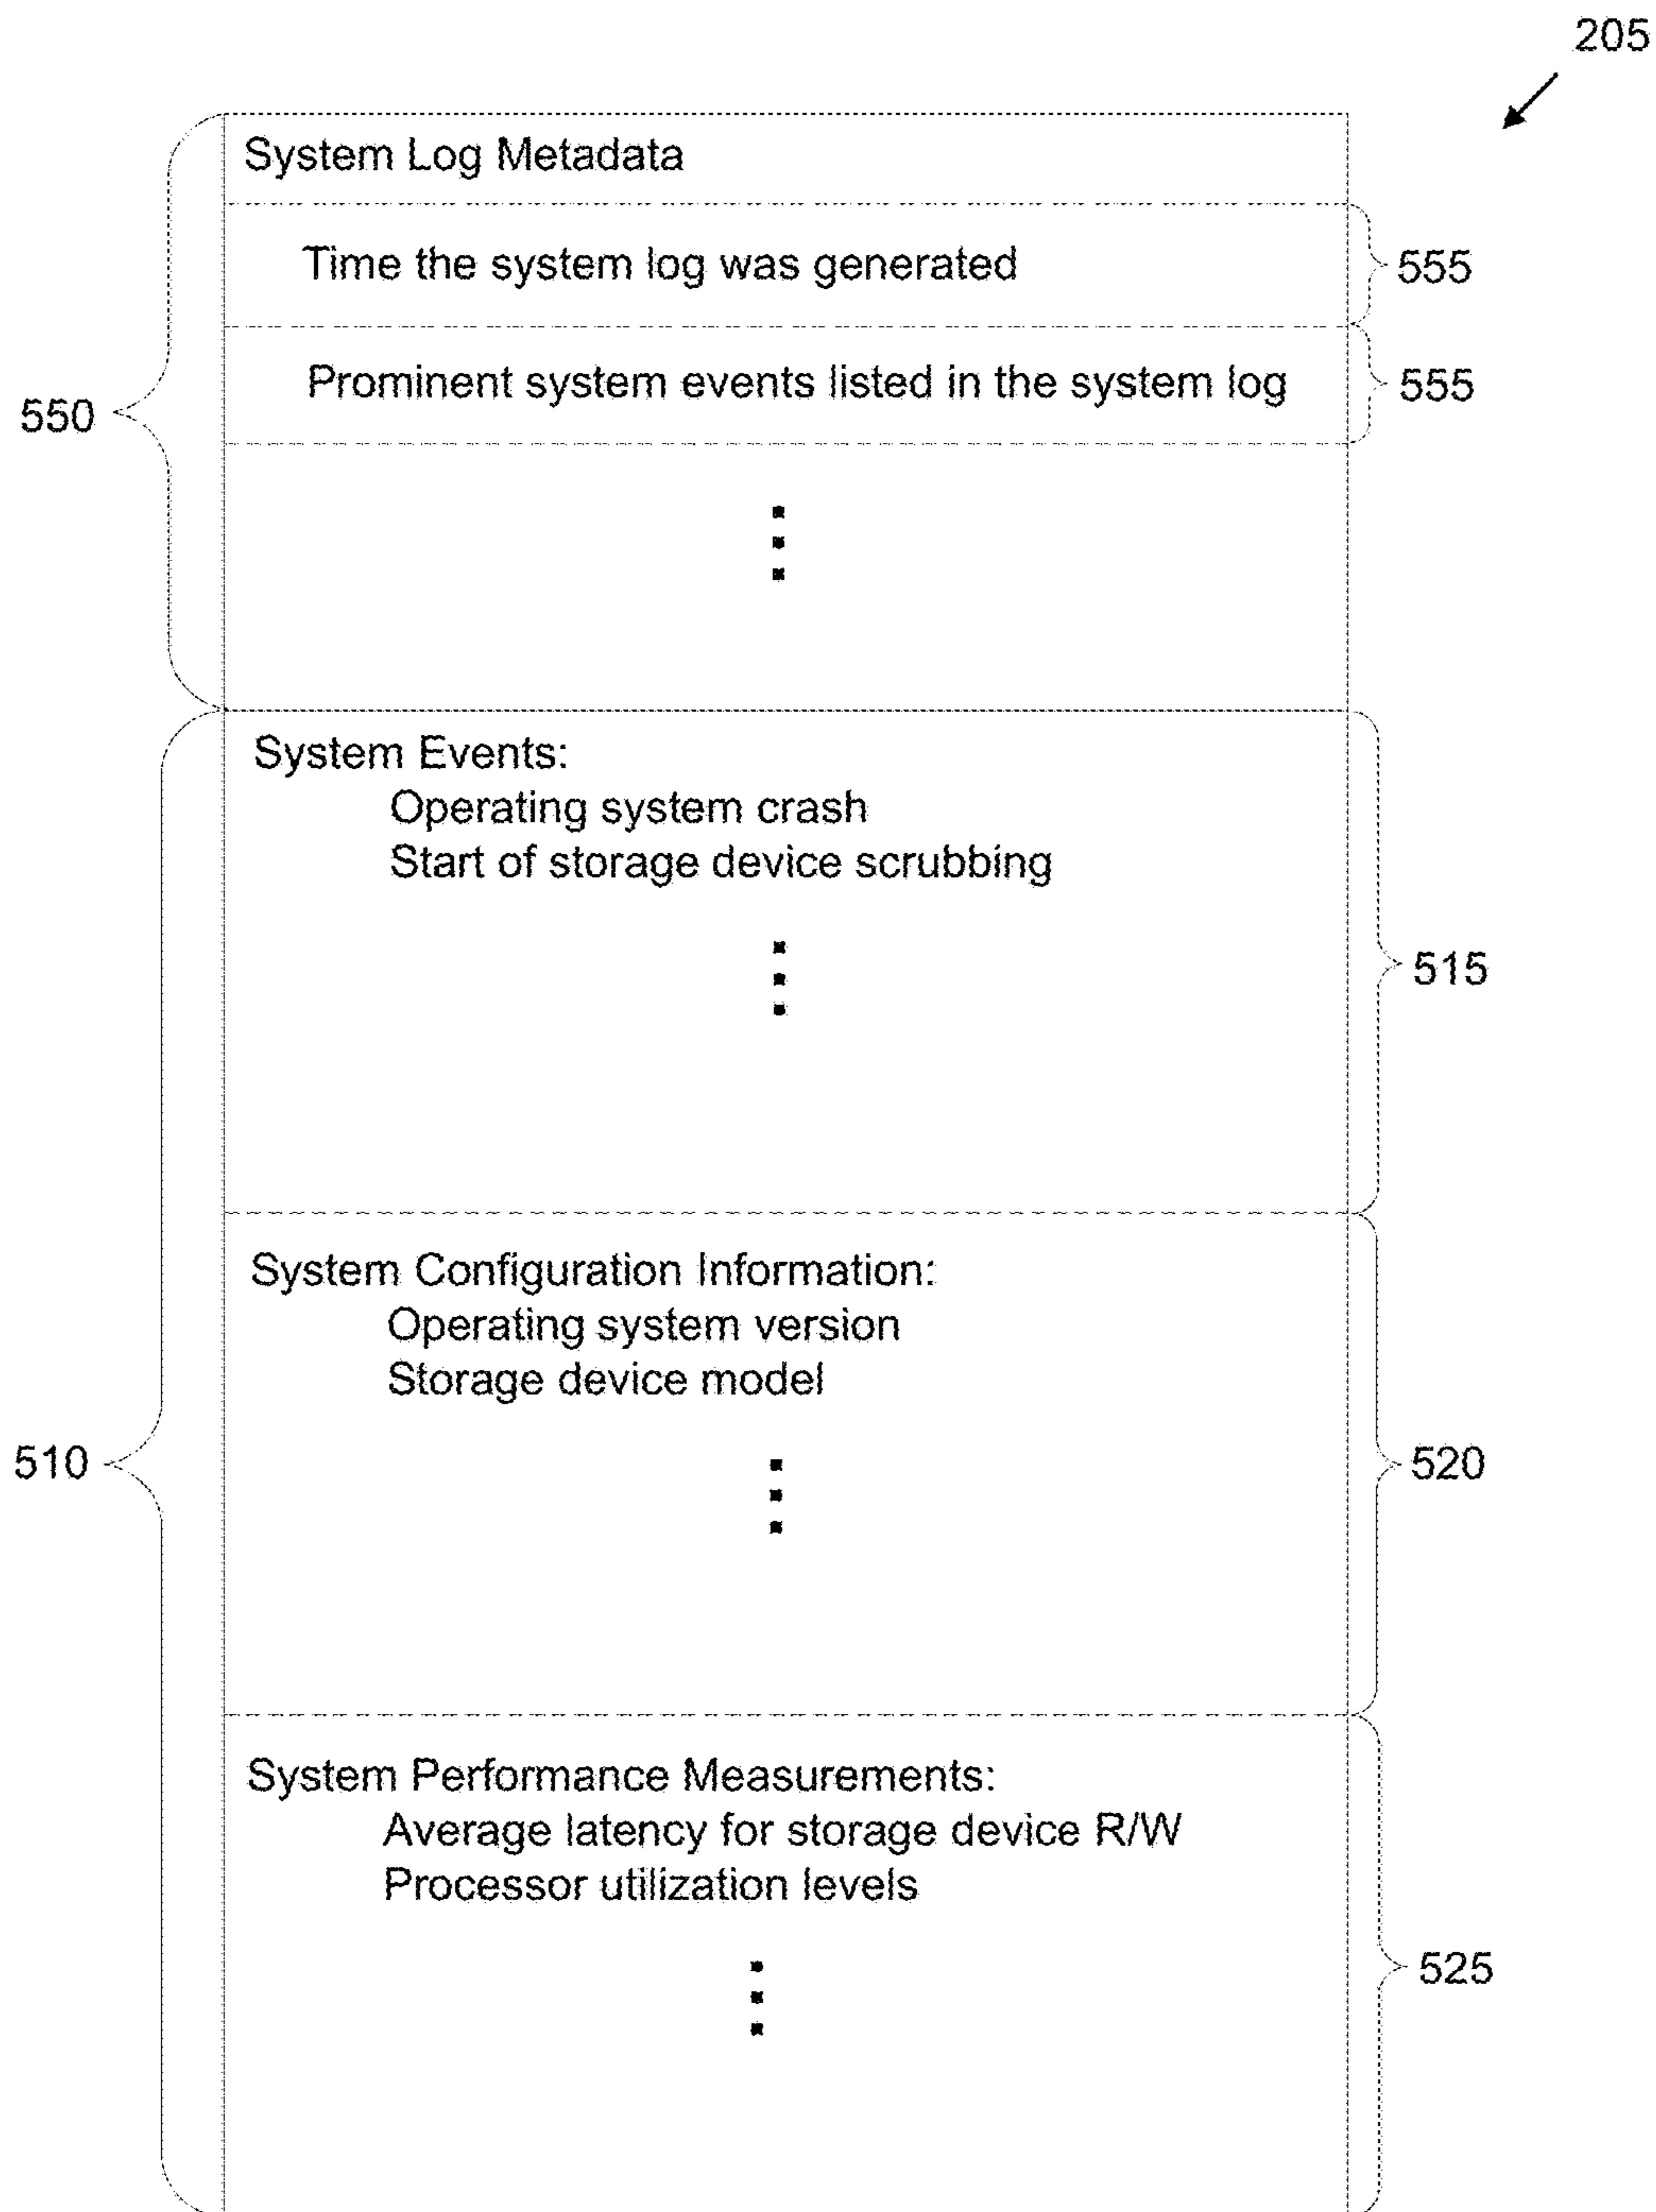 205
System Log Metadata
Time the system log was generated
555
Prominent system events listed in the system log
555
550
System Events:
Operating system crash
Start of storage device scrubbing
515
System Configuration Information:
Operating system version
Storage device model
510
520
System Performance Measurements:
Average latency for storage device R/W
Processor utilization levels
525